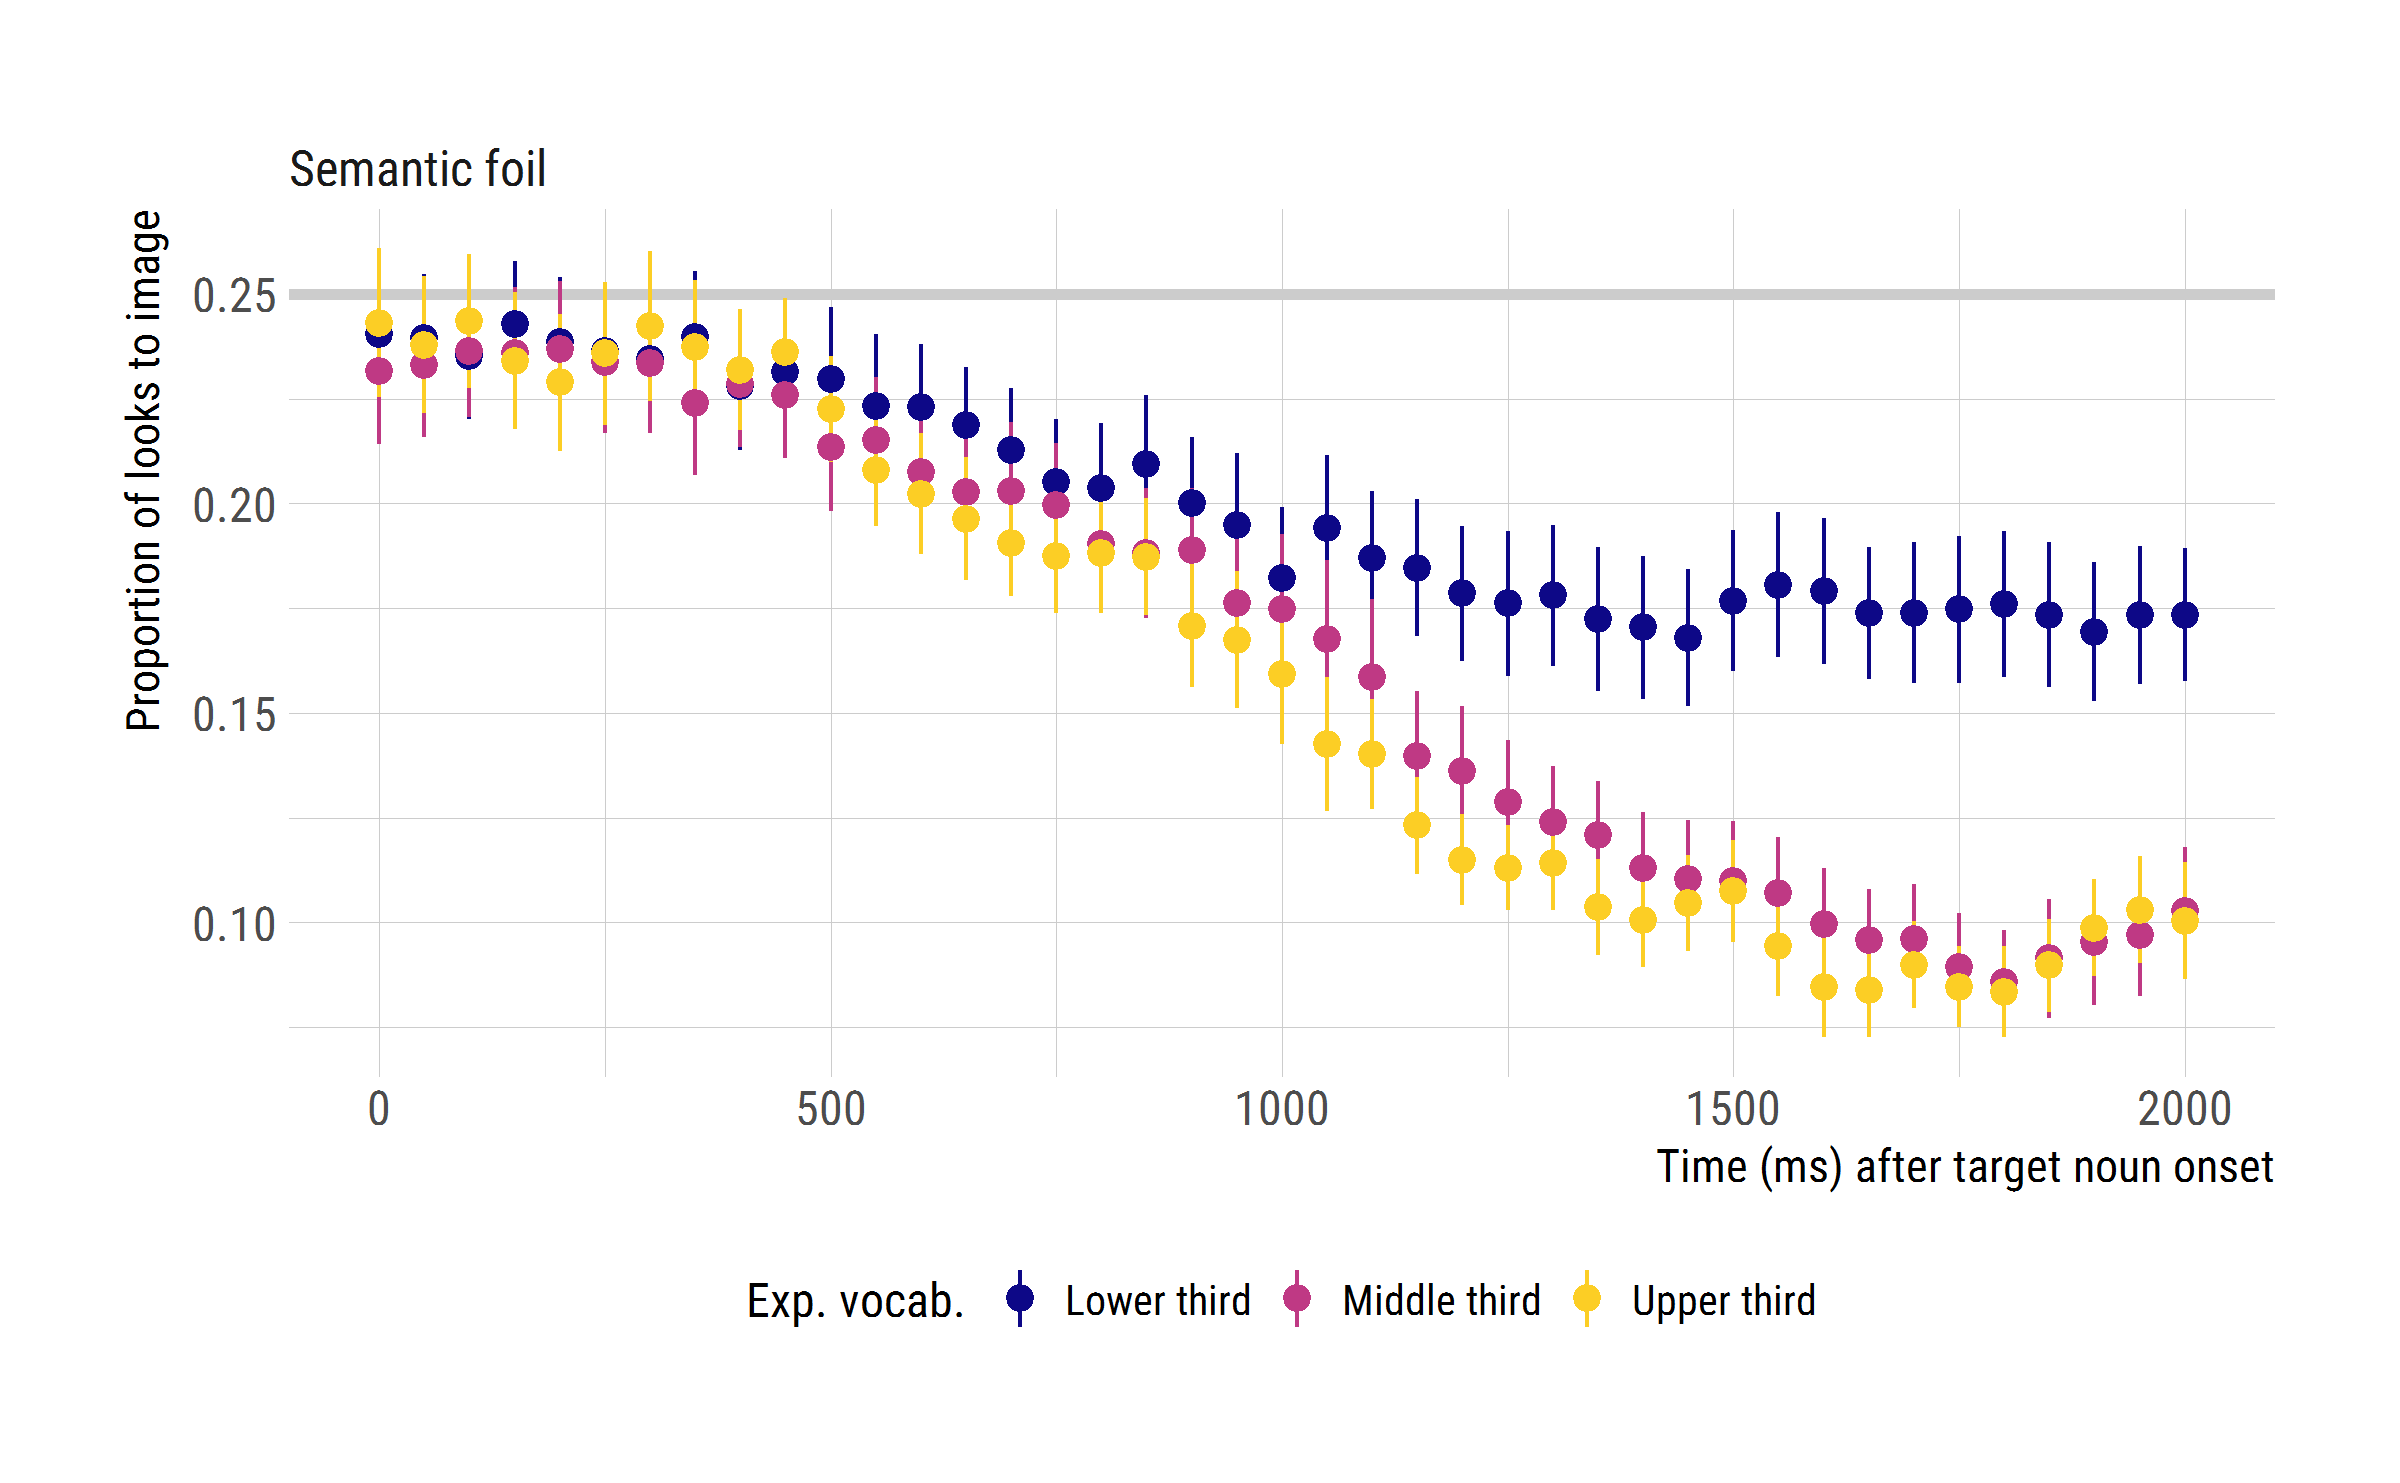 Semantic foil
Proportion of looks to image
0.25
0.20
0.15
0.10
0 500 1000 1500 2000
Time (ms) after target noun onset
Exp. vocab. Lower third Middle third Upper third